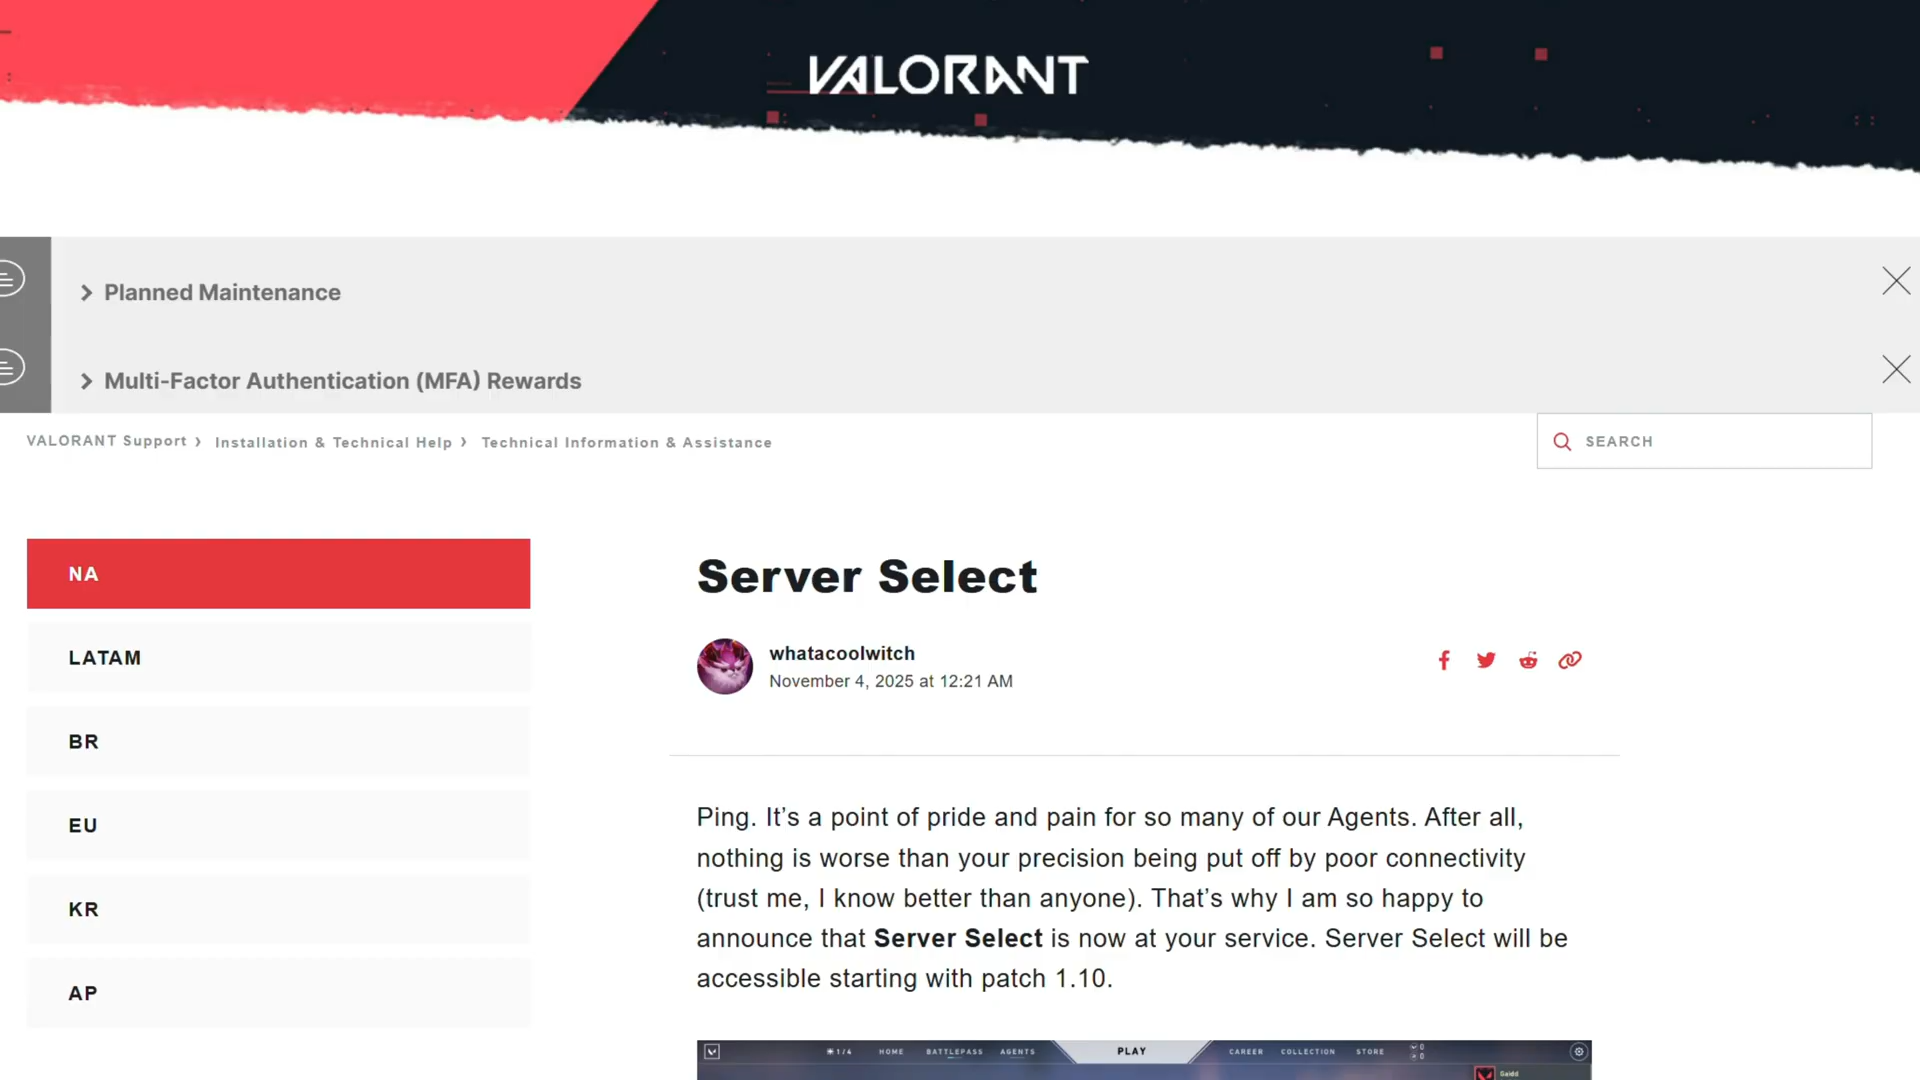 VALORANT
Planned Maintenance
Multi-Factor Authentication (MFA) Rewards
VALORANT Support › Installation & Technical Help › Technical Information & Assistance
SEARCH
NA
LATAM
BR
EU
KR
AP
Server Select
whatacoolwitch
November 4, 2025 at 12:21 AM
Ping. It’s a point of pride and pain for so many of our Agents. After all,
nothing is worse than your precision being put off by poor connectivity
(trust me, I know better than anyone). That’s why I am so happy to
announce that Server Select is now at your service. Server Select will be
accessible starting with patch 1.10.
1/4 HOME BATTLEPASS AGENTS PLAY CAREER COLLECTION STORE 0
0